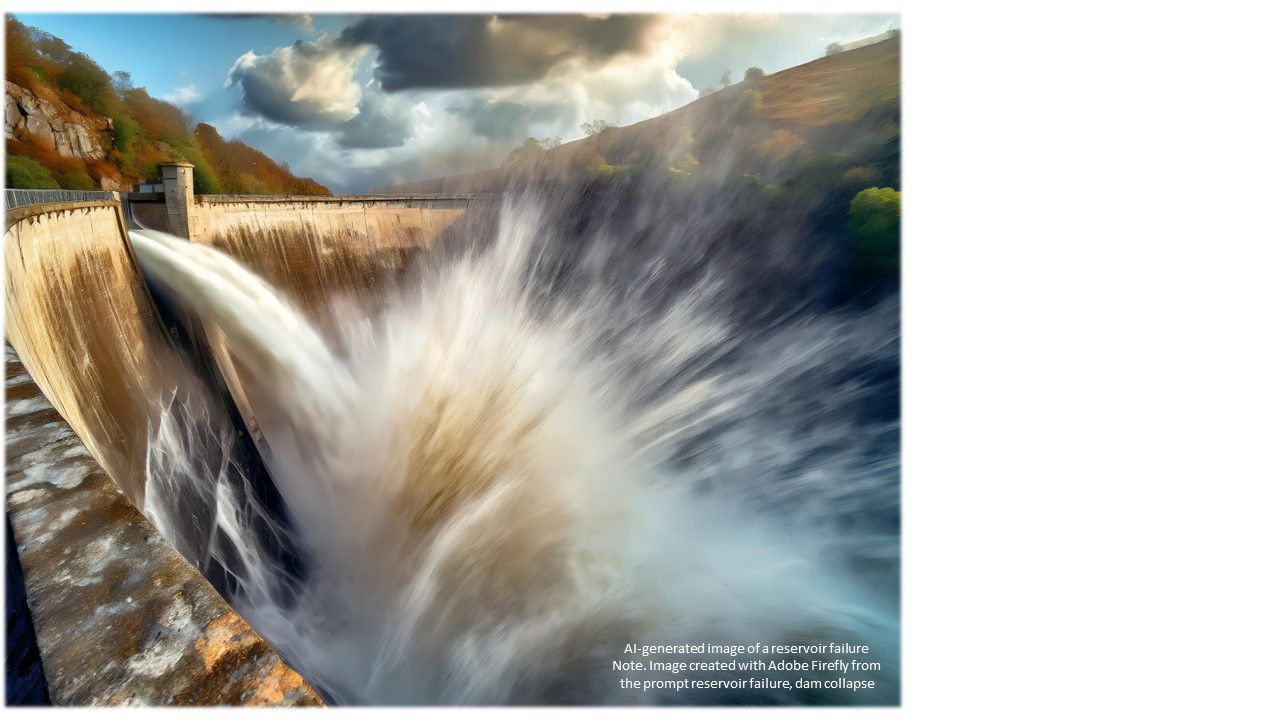 AI-generated image of a reservoir failure
Note. Image created with Adobe Firefly from
the prompt reservoir failure, dam collapse